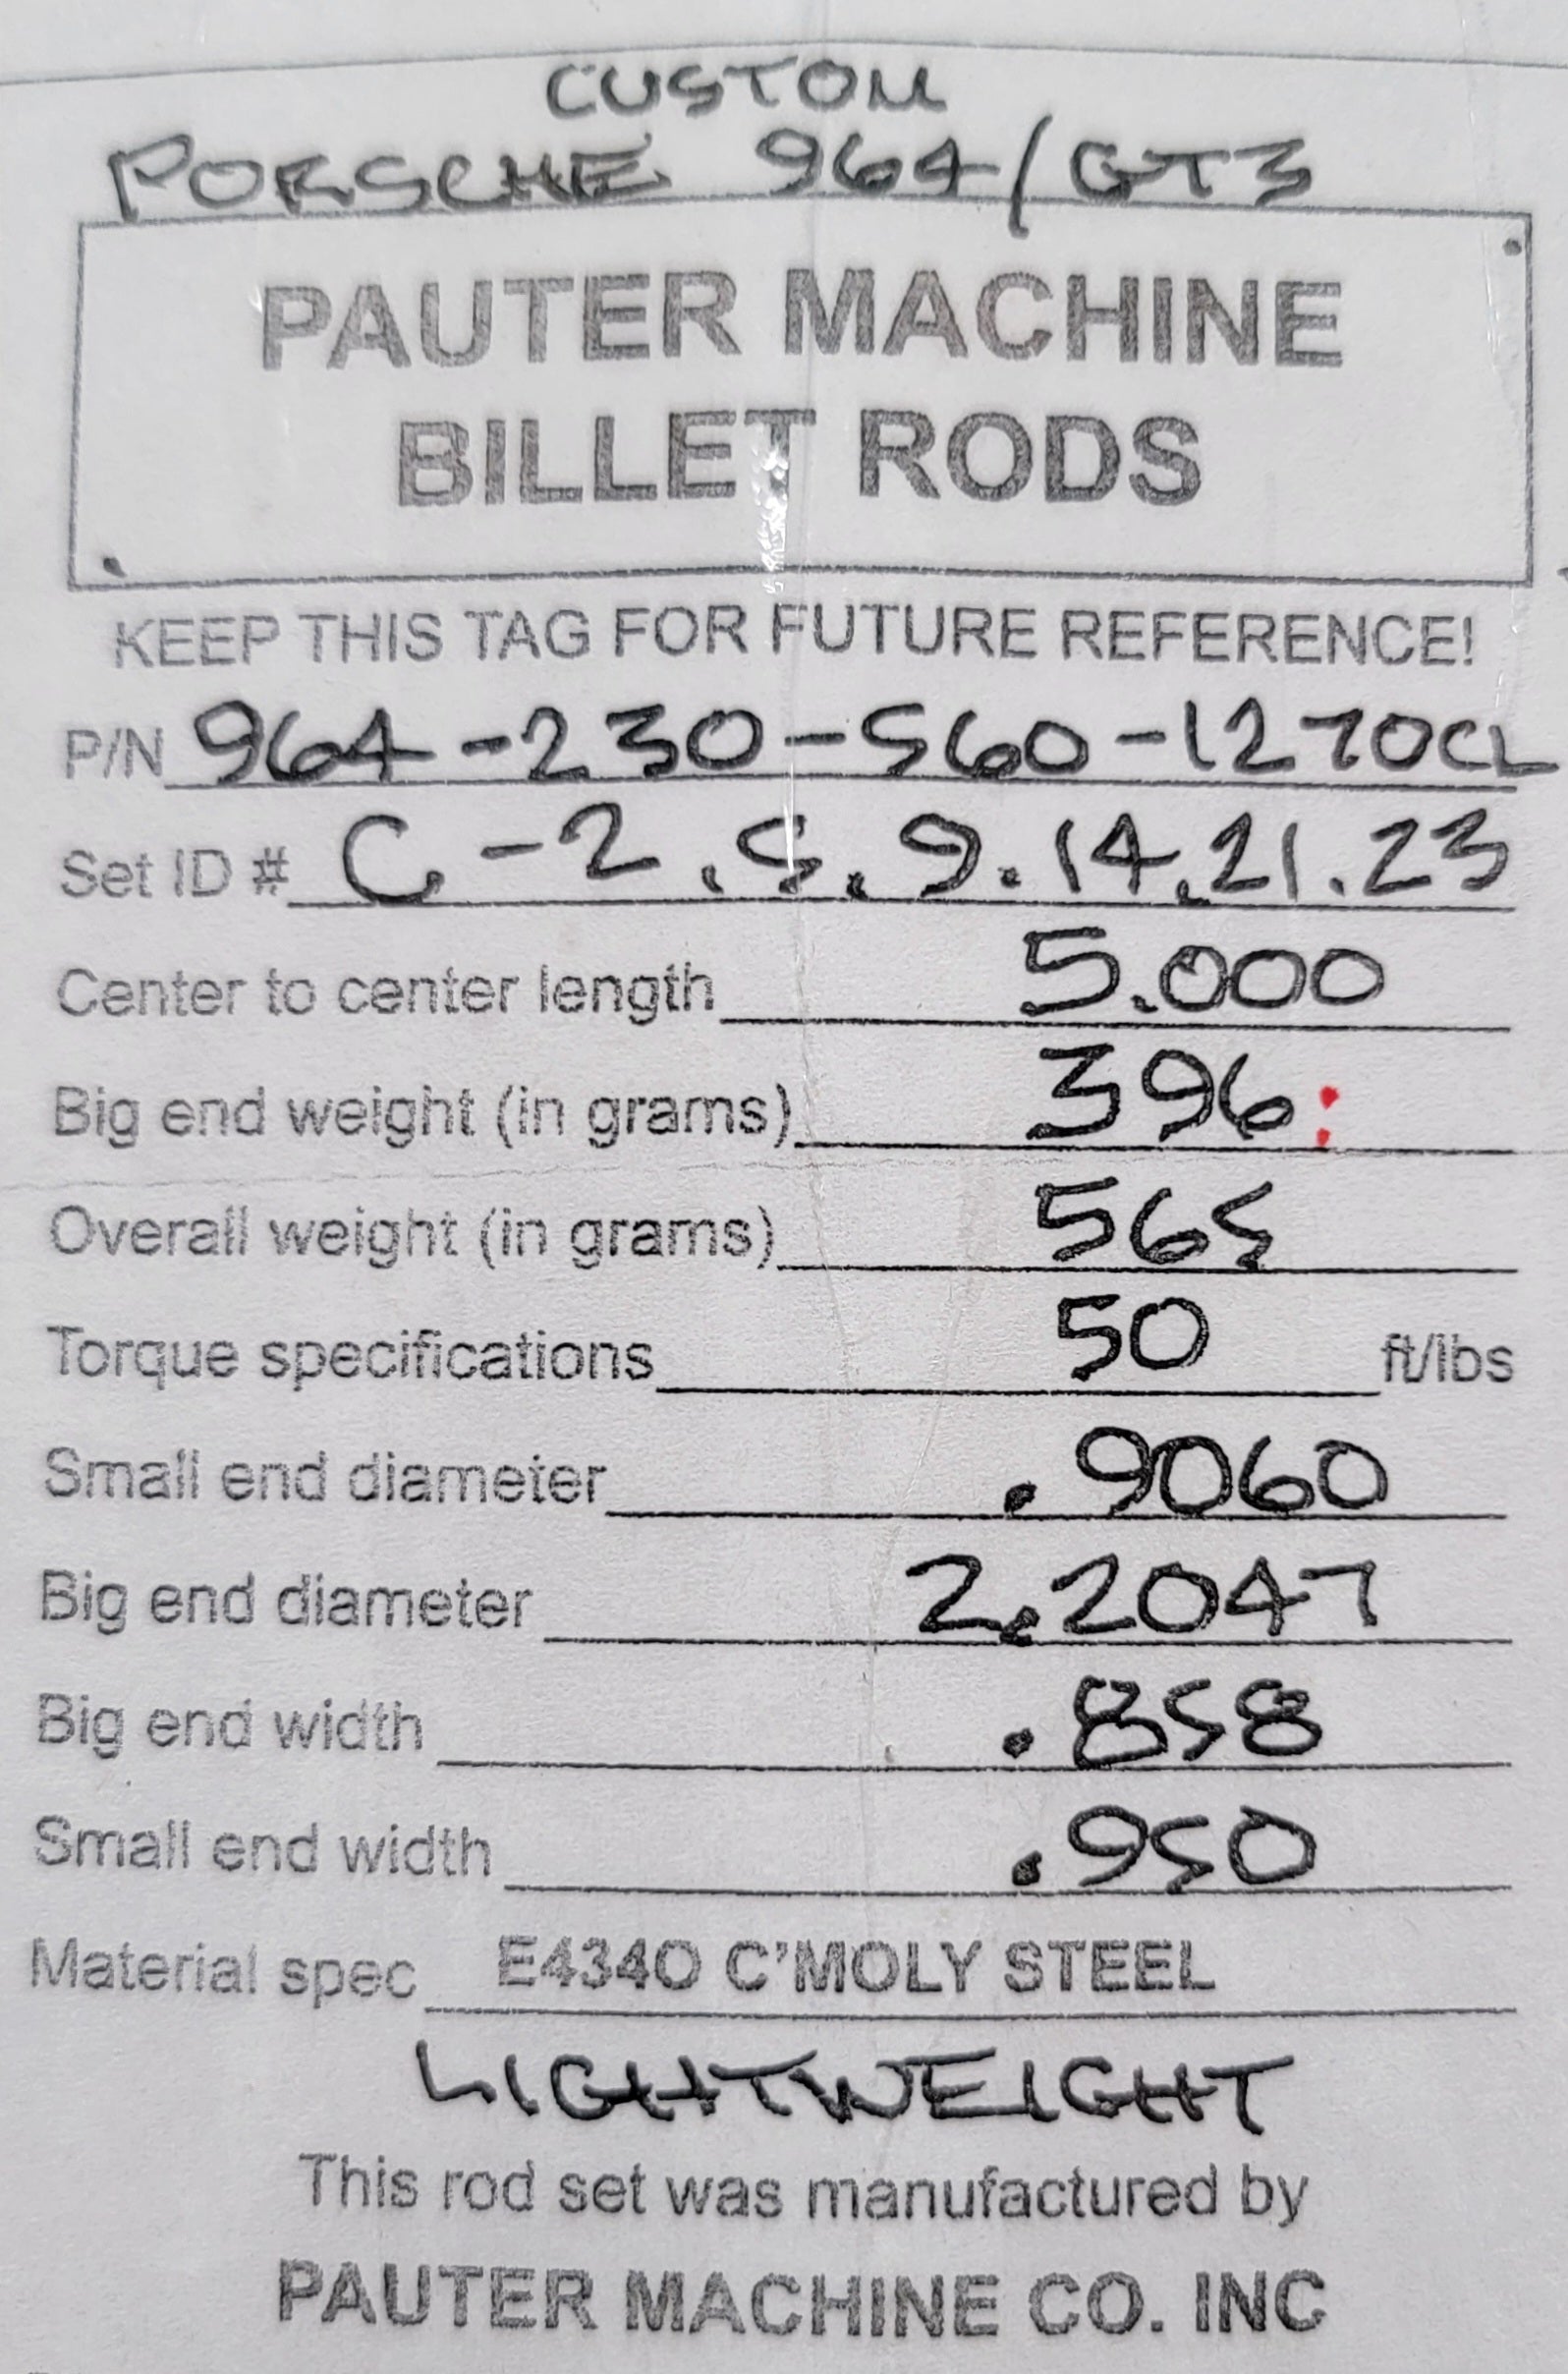 CUSTOM
PORSCHE 964/GT3
PAUTER MACHINE
BILLET RODS
KEEP THIS TAG FOR FUTURE REFERENCE!
P/N 964-230-560-1270CL
Set ID # C-2.5.9.14.21.23
Center to center length 5.000
Big end weight (in grams) 396:
Overall weight (in grams) 565
Torque specifications 50 ft/lbs
Small end diameter .9060
Big end diameter 2.2047
Big end width .858
Small end width .950
Material spec E4340 C'MOLY STEEL
LIGHTWEIGHT
This rod set was manufactured by
PAUTER MACHINE CO. INC